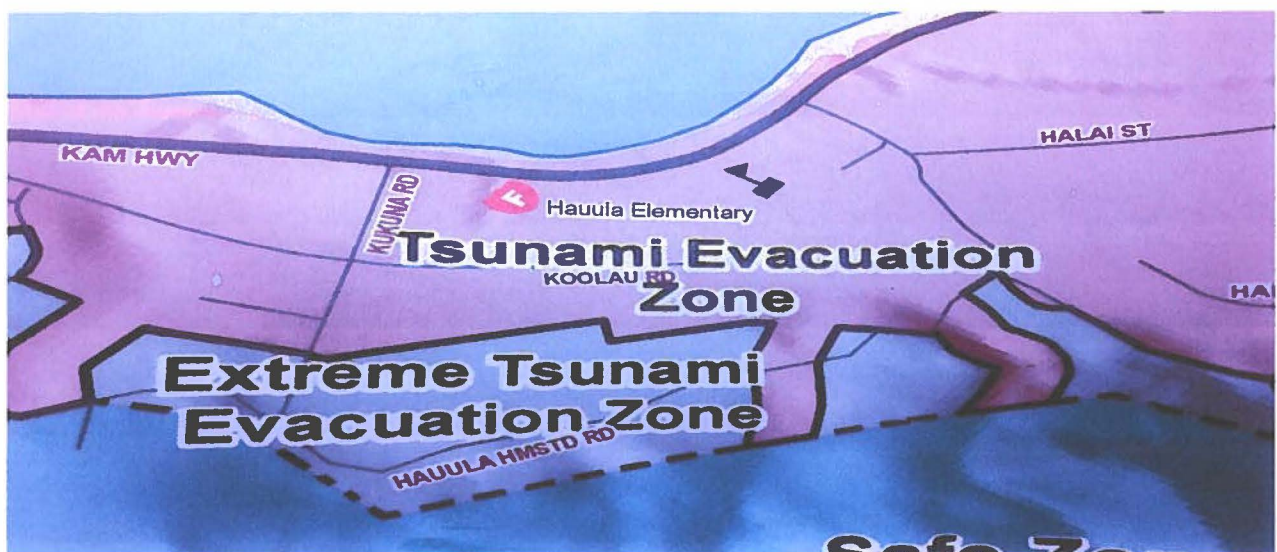 KAM HWY
HALAI ST
KUKUNA RD
F
Hauula Elementary
Tsunami Evacuation
Zone
KOOLAU RD
Extreme Tsunami
Evacuation Zone
HAUULA HMSTD RD
Safe